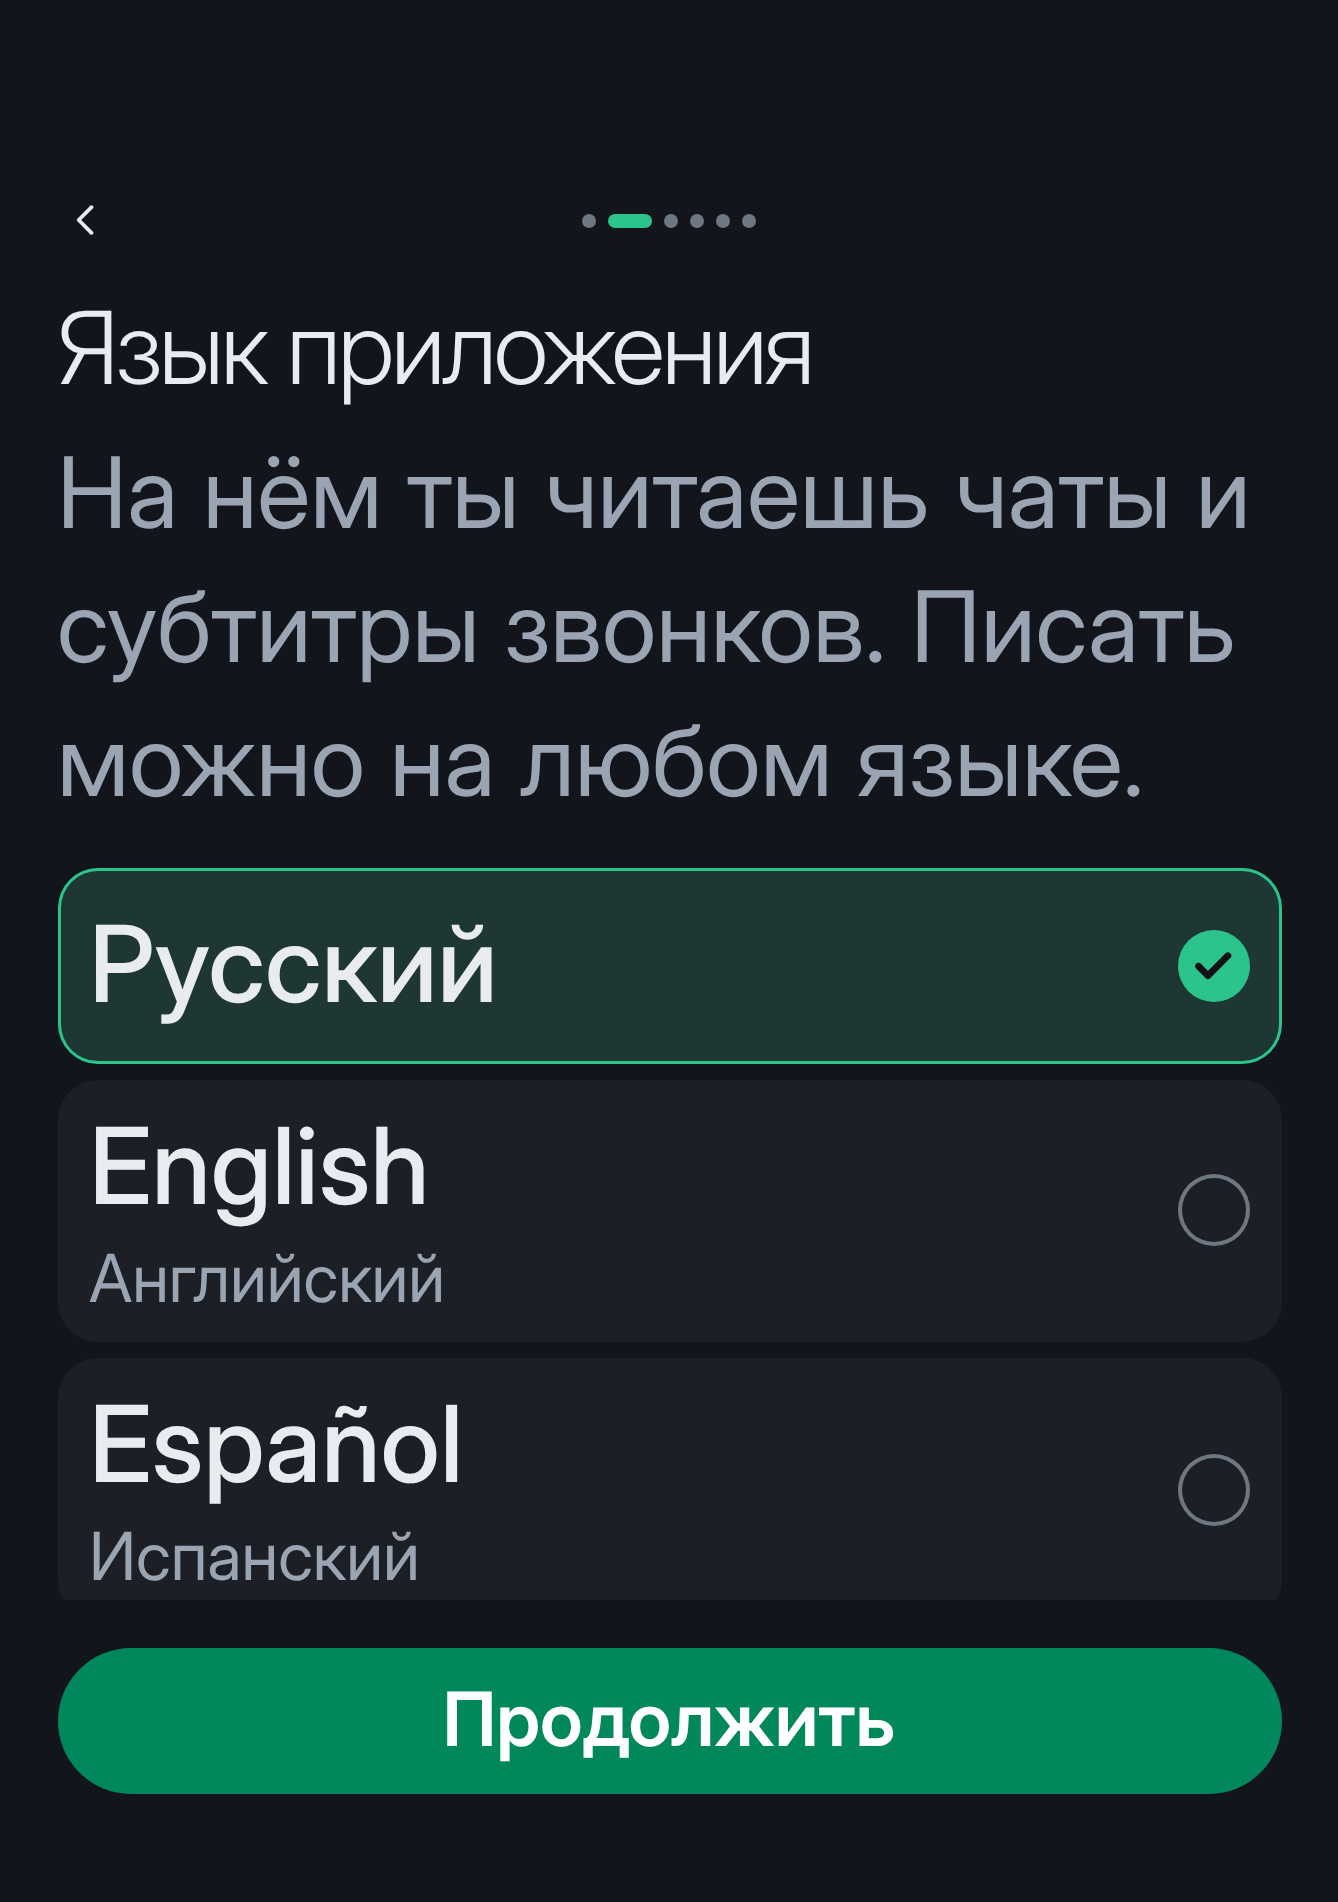 Язык приложения
На нём ты читаешь чаты и
субтитры звонков. Писать
можно на любом языке.
Русский
English
Английский
Español
Испанский
Продолжить